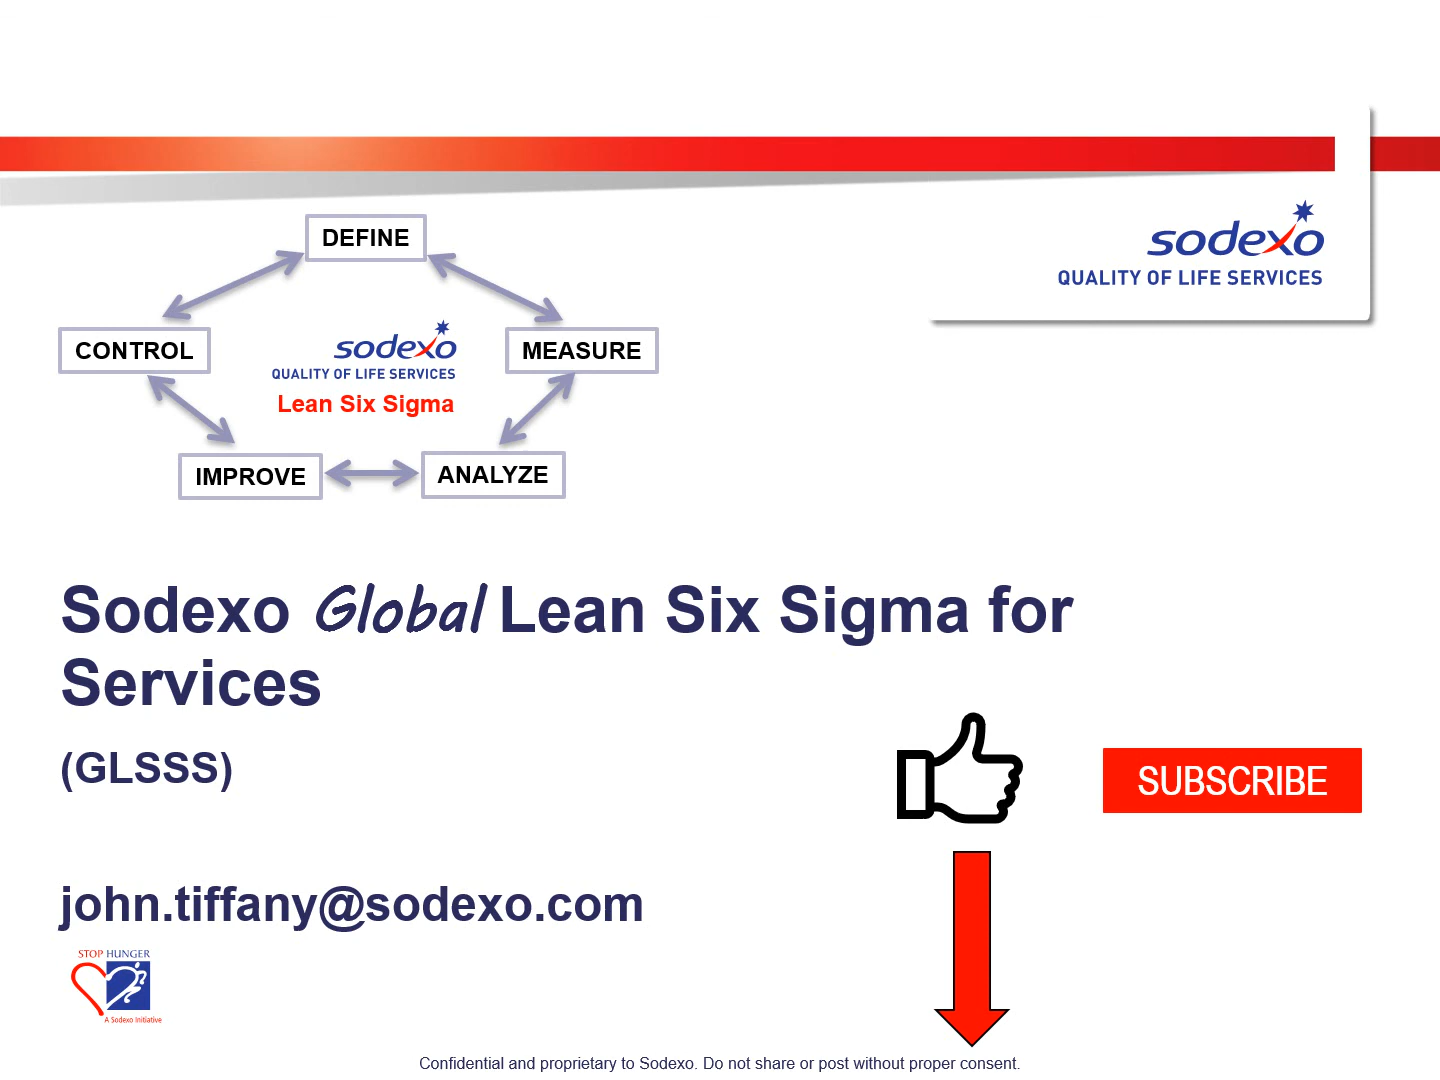 sodexo
QUALITY OF LIFE SERVICES
DEFINE
CONTROL
MEASURE
sodexo
QUALITY OF LIFE SERVICES
Lean Six Sigma
IMPROVE
ANALYZE
Sodexo Global Lean Six Sigma for
Services
(GLSSS)
SUBSCRIBE
john.tiffany@sodexo.com
STOP HUNGER
A Sodexo Initiative
Confidential and proprietary to Sodexo. Do not share or post without proper consent.